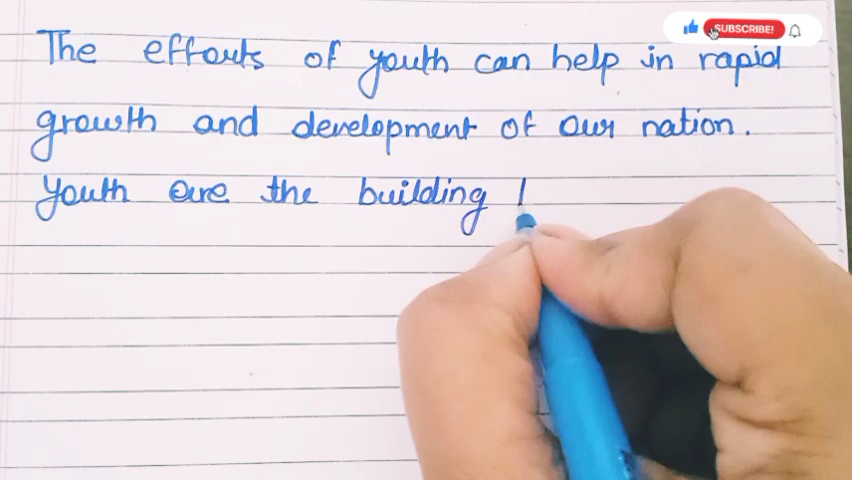 SUBSCRIBE!
The efforts of youth can help in rapid
growth and development of our nation.
Youth are the building